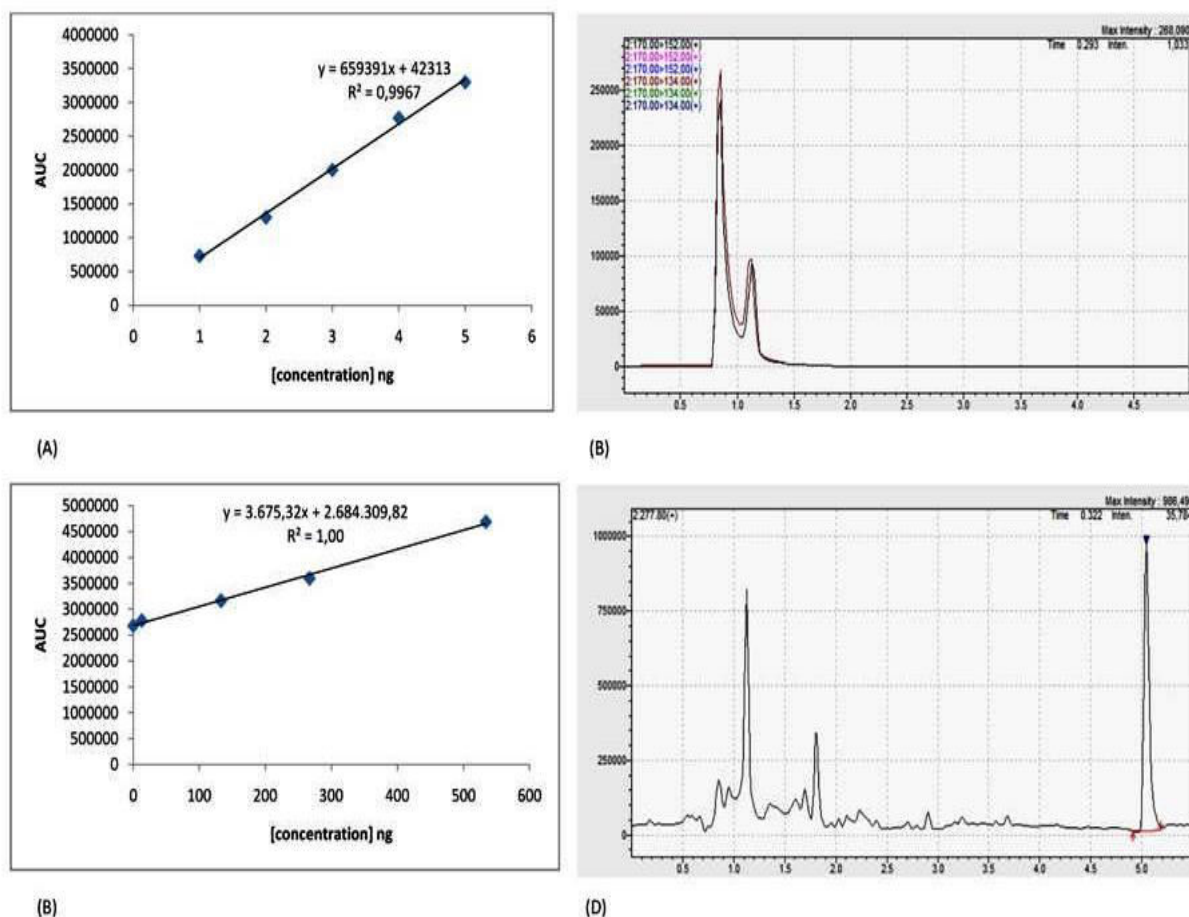 4000000
3500000
3000000
2500000
2000000
1500000
1000000
500000
0
AUC
y = 659391x + 42313
R² = 0,9967
0 1 2 3 4 5 6
[concentration] ng
(A)
Max Intensity : 268,090
Time 0.293 Inten. 1,033
2:170.00>152.00(+)
2:170.00>152.00(+)
2:170.00>152.00(+)
2:170.00>134.00(+)
2:170.00>134.00(+)
2:170.00>134.00(+)
250000
200000
150000
100000
50000
0
0.5 1.0 1.5 2.0 2.5 3.0 3.5 4.0 4.5
(B)
5000000
4500000
4000000
3500000
3000000
2500000
2000000
1500000
1000000
500000
0
AUC
y = 3.675,32x + 2.684.309,82
R² = 1,00
0 100 200 300 400 500 600
[concentration] ng
(B)
Max Intensity : 986,49
Time 0.322 Inten. 35,784
2:277.80(+)
1000000
750000
500000
250000
0
0.5 1.0 1.5 2.0 2.5 3.0 3.5 4.0 4.5 5.0
(D)